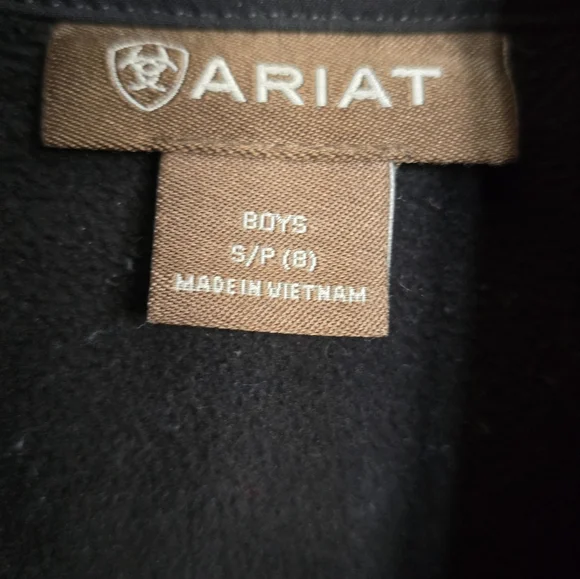 ARIAT
BOYS
S/P (8)
MADE IN VIETNAM